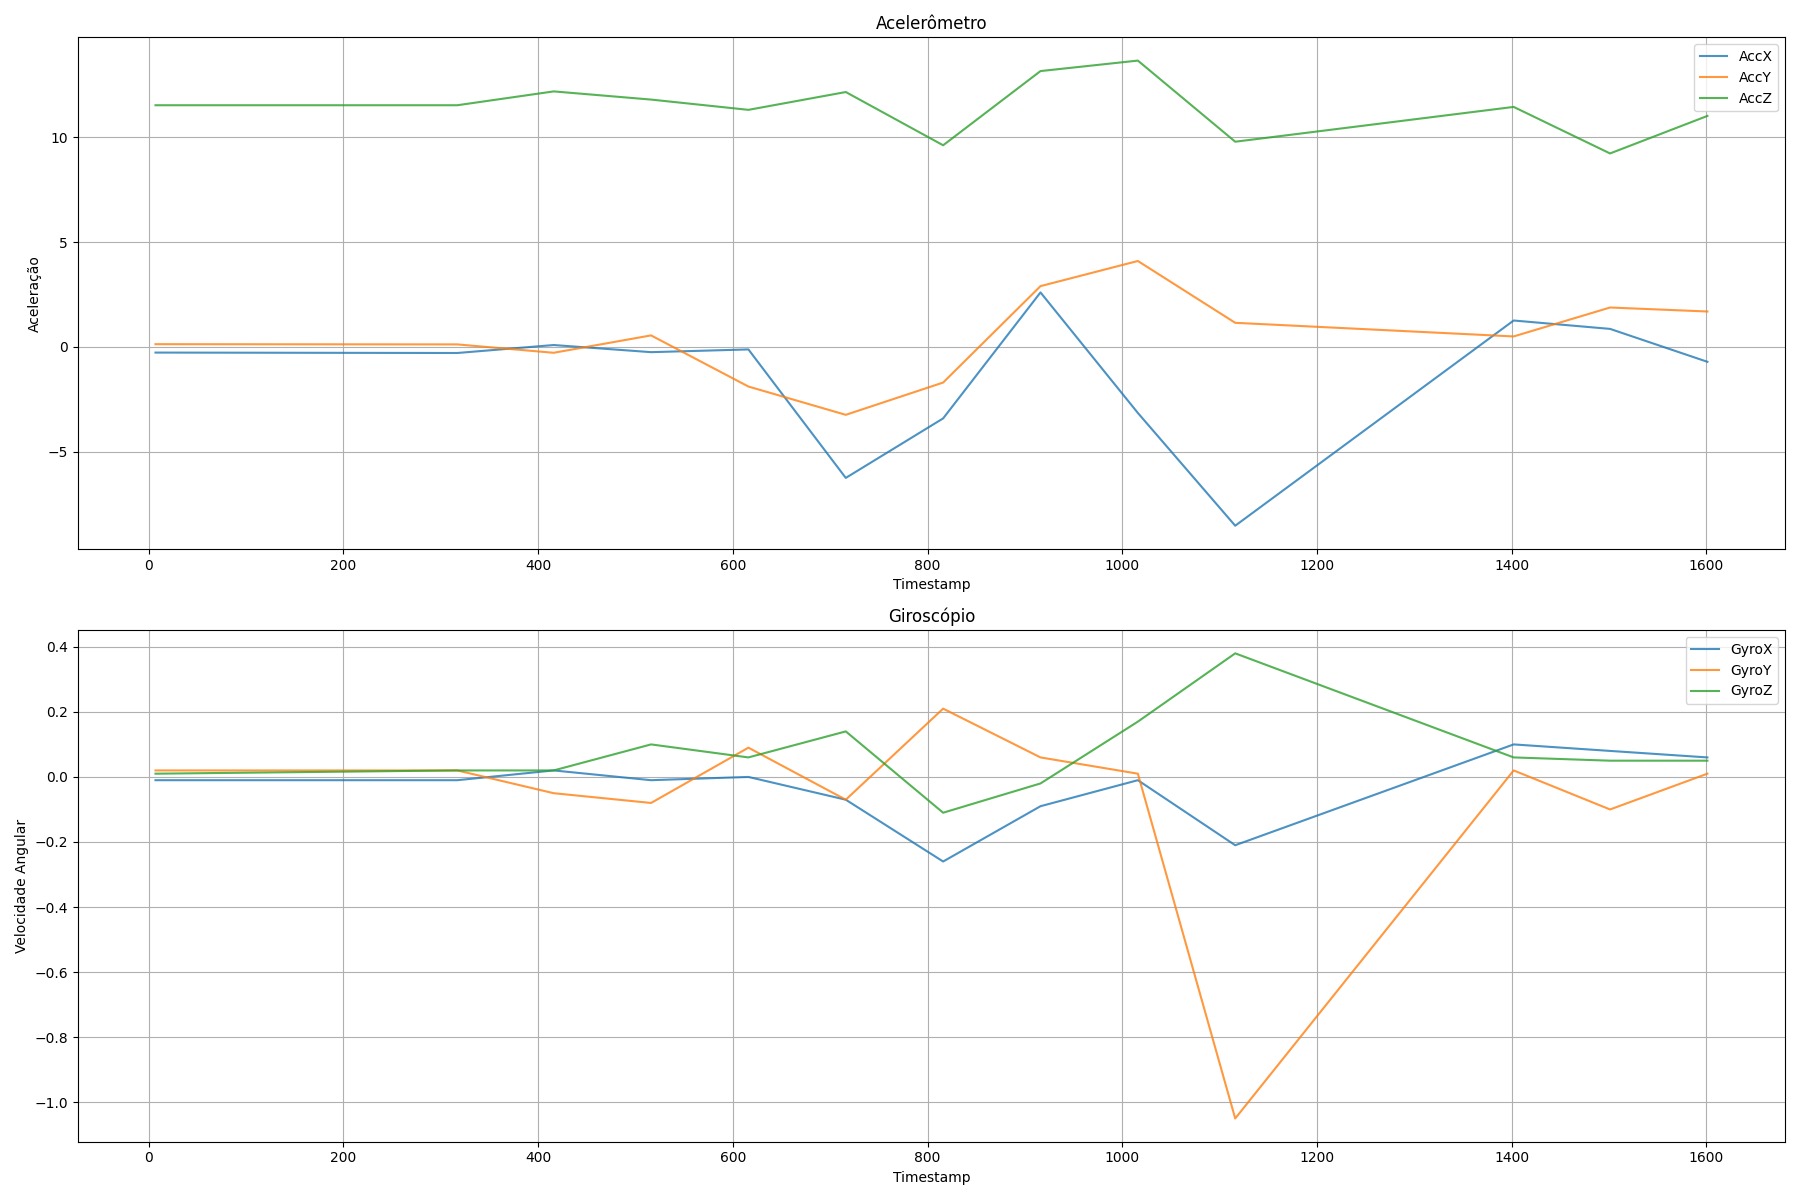 Acelerômetro
AccX
AccY
AccZ
10
5
0
−5
Aceleração
0 200 400 600 800 1000 1200 1400 1600
Timestamp
Giroscópio
GyroX
GyroY
GyroZ
0.4
0.2
0.0
−0.2
−0.4
−0.6
−0.8
−1.0
Velocidade Angular
0 200 400 600 800 1000 1200 1400 1600
Timestamp